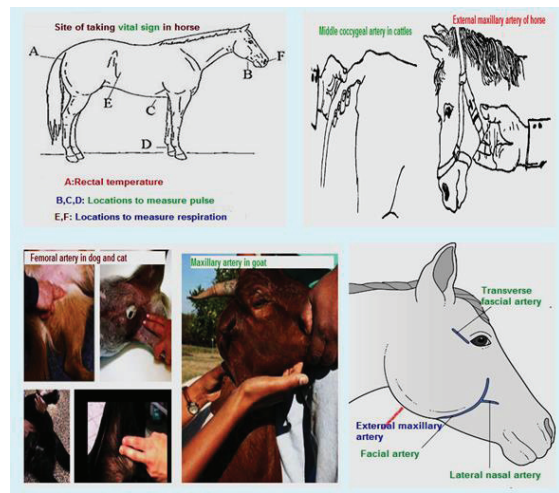 Site of taking vital sign in horse
A
F
B
E
C
D
A:Rectal temperature
B,C,D: Locations to measure pulse
E,F: Locations to measure respiration
Middle coccygeal artery in cattles
External maxillary artery of horse
Femoral artery in dog and cat
Maxillary artery in goat
Transverse
fascial artery
External maxillary
artery
Facial artery
Lateral nasal artery